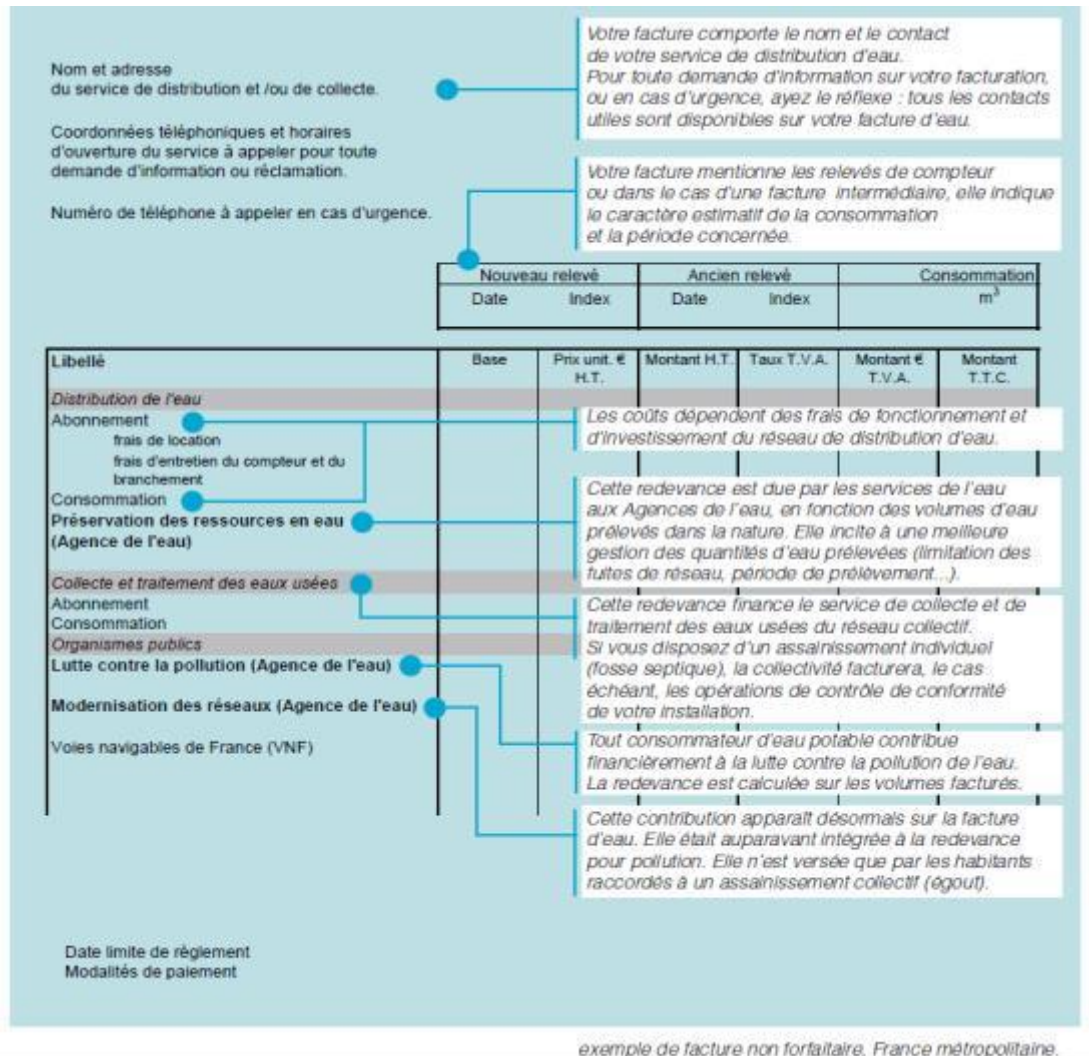 Votre facture comporte le nom et le contact
de votre service de distribution d'eau.
Pour toute demande d'information sur votre facturation,
ou en cas d'urgence, ayez le réflexe : tous les contacts
utiles sont disponibles sur votre facture d'eau.
Nom et adresse
du service de distribution et /ou de collecte.
Coordonnées téléphoniques et horaires
d'ouverture du service à appeler pour toute
demande d'information ou réclamation.
Numéro de téléphone à appeler en cas d'urgence.
Votre facture mentionne les relevés de compteur
ou dans le cas d'une facture intermédiaire, elle indique
le caractère estimatif de la consommation
et la période concernée.
Nouveau relevé Ancien relevé Consommation
Date Index Date Index m³
Libellé Base Prix unit. € H.T. Montant H.T. Taux T.V.A. Montant € T.V.A. Montant T.T.C.
Distribution de l'eau
Abonnement
frais de location
frais d'entretien du compteur et du
branchement
Consommation
Les coûts dépendent des frais de fonctionnement et
d'investissement du réseau de distribution d'eau.
Préservation des ressources en eau
(Agence de l'eau)
Cette redevance est due par les services de l'eau
aux Agences de l'eau, en fonction des volumes d'eau
prélevés dans la nature. Elle incite à une meilleure
gestion des quantités d'eau prélevées (limitation des
fuites de réseau, période de prélèvement...).
Collecte et traitement des eaux usées
Abonnement
Consommation
Cette redevance finance le service de collecte et de
traitement des eaux usées du réseau collectif.
Si vous disposez d'un assainissement individuel
(fosse septique), la collectivité facturera, le cas
échéant, les opérations de contrôle de conformité
de votre installation.
Organismes publics
Lutte contre la pollution (Agence de l'eau)
Tout consommateur d'eau potable contribue
financièrement à la lutte contre la pollution de l'eau.
La redevance est calculée sur les volumes facturés.
Modernisation des réseaux (Agence de l'eau)
Cette contribution apparaît désormais sur la facture
d'eau. Elle était auparavant intégrée à la redevance
pour pollution. Elle n'est versée que par les habitants
raccordés à un assainissement collectif (égout).
Voies navigables de France (VNF)
Date limite de règlement
Modalités de paiement
exemple de facture non forfaitaire, France métropolitaine.